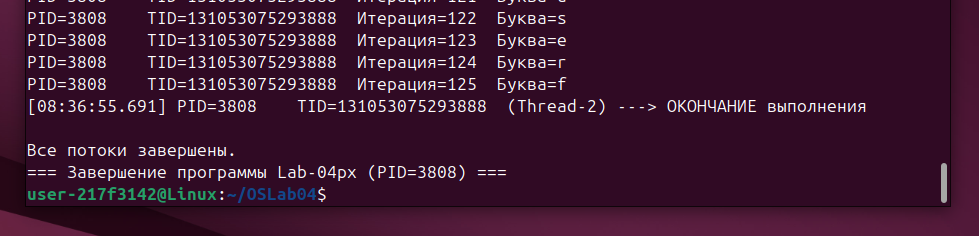 PID=3808    TID=131053075293888  Итерация=122  Буква=s
PID=3808    TID=131053075293888  Итерация=123  Буква=e
PID=3808    TID=131053075293888  Итерация=124  Буква=r
PID=3808    TID=131053075293888  Итерация=125  Буква=f
[08:36:55.691] PID=3808    TID=131053075293888  (Thread-2) ---> ОКОНЧАНИЕ выполнения
Все потоки завершены.
=== Завершение программы Lab-04px (PID=3808) ===
user-217f3142@Linux:~/OSLab04$